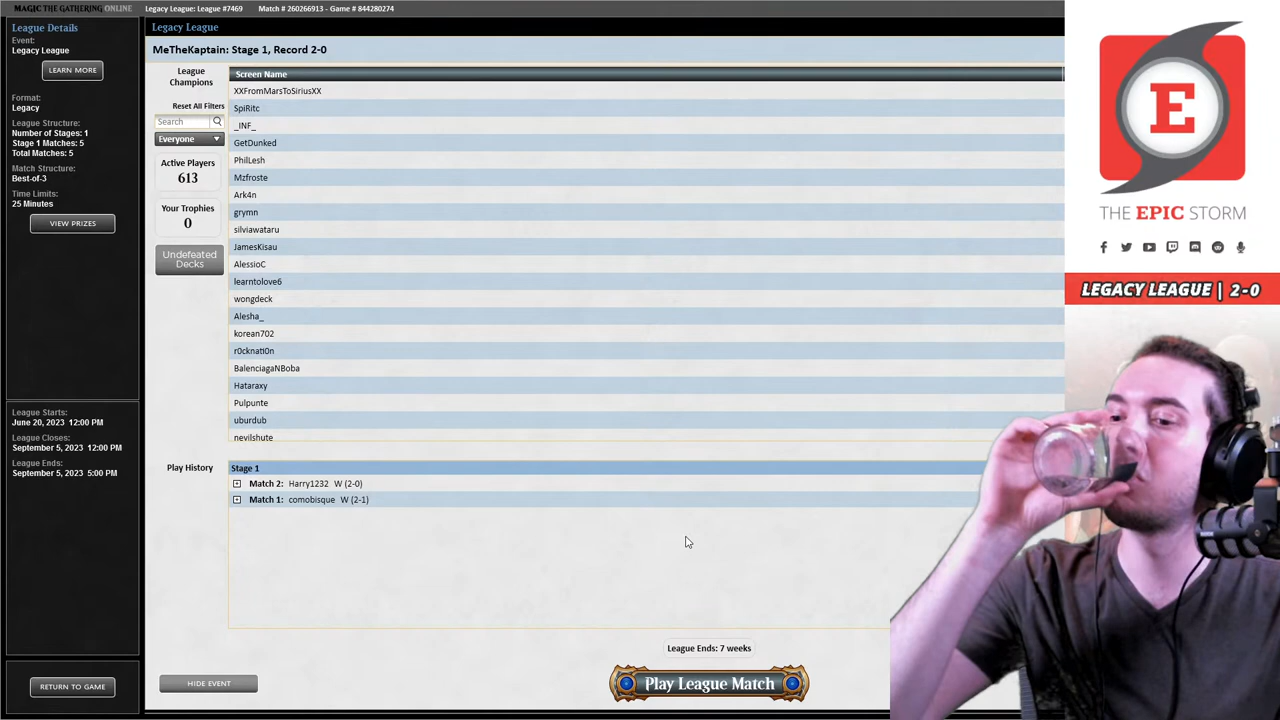 MAGIC THE GATHERING ONLINE
Legacy League: League #7469
Match # 260266913 - Game # 844280274
League Details
Event:
Legacy League
LEARN MORE
Format:
Legacy
League Structure:
Number of Stages: 1
Stage 1 Matches: 5
Total Matches: 5
Match Structure:
Best-of-3
Time Limits:
25 Minutes
VIEW PRIZES
League Starts:
June 20, 2023 12:00 PM
League Closes:
September 5, 2023 12:00 PM
League Ends:
September 5, 2023 5:00 PM
RETURN TO GAME
Legacy League
MeTheKaptain: Stage 1, Record 2-0
League
Champions
Reset All Filters
Search
Everyone
Active Players
613
Your Trophies
0
Undefeated
Decks
Screen Name
XXFromMarsToSiriusXX
SpiRitc
_INF_
GetDunked
PhilLesh
Mzfroste
Ark4n
grymn
silviawataru
JamesKisau
AlessioC
learntolove6
wongdeck
Alesha_
korean702
r0cknati0n
BalenciagaNBoba
Hataraxy
Pulpunte
uburdub
nevilshute
Play History
Stage 1
Match 2: Harry1232 W (2-0)
Match 1: comobisque W (2-1)
League Ends: 7 weeks
HIDE EVENT
Play League Match
E
THE EPIC STORM
LEGACY LEAGUE | 2-0